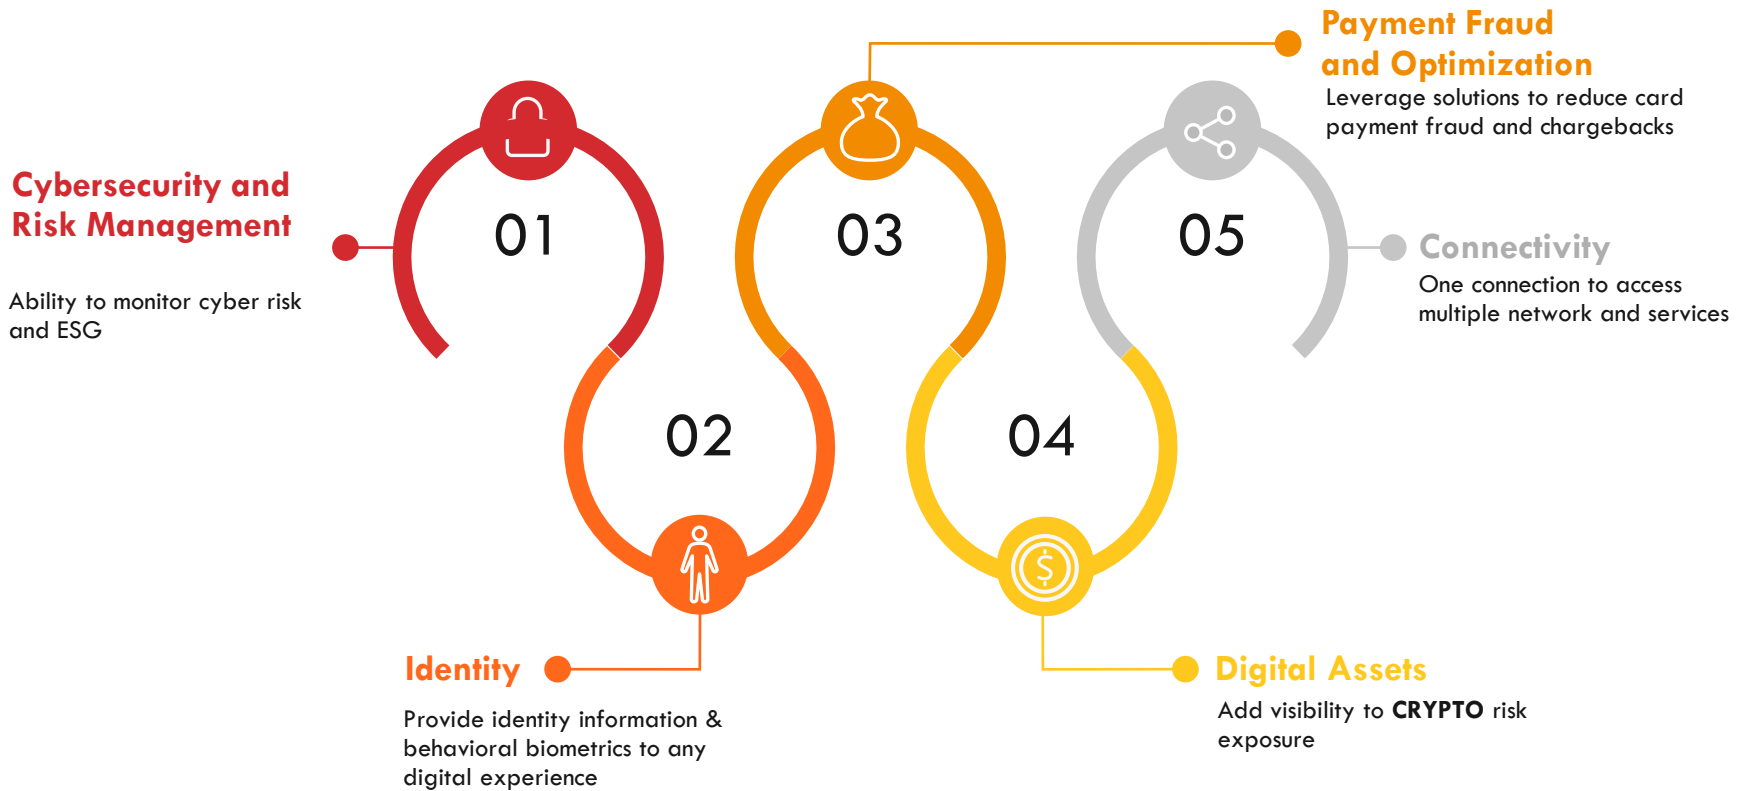 Cybersecurity and
Risk Management
Ability to monitor cyber risk
and ESG
01
02
Identity
Provide identity information &
behavioral biometrics to any
digital experience
03
Payment Fraud
and Optimization
Leverage solutions to reduce card
payment fraud and chargebacks
04
$
Digital Assets
Add visibility to CRYPTO risk
exposure
05
Connectivity
One connection to access
multiple network and services